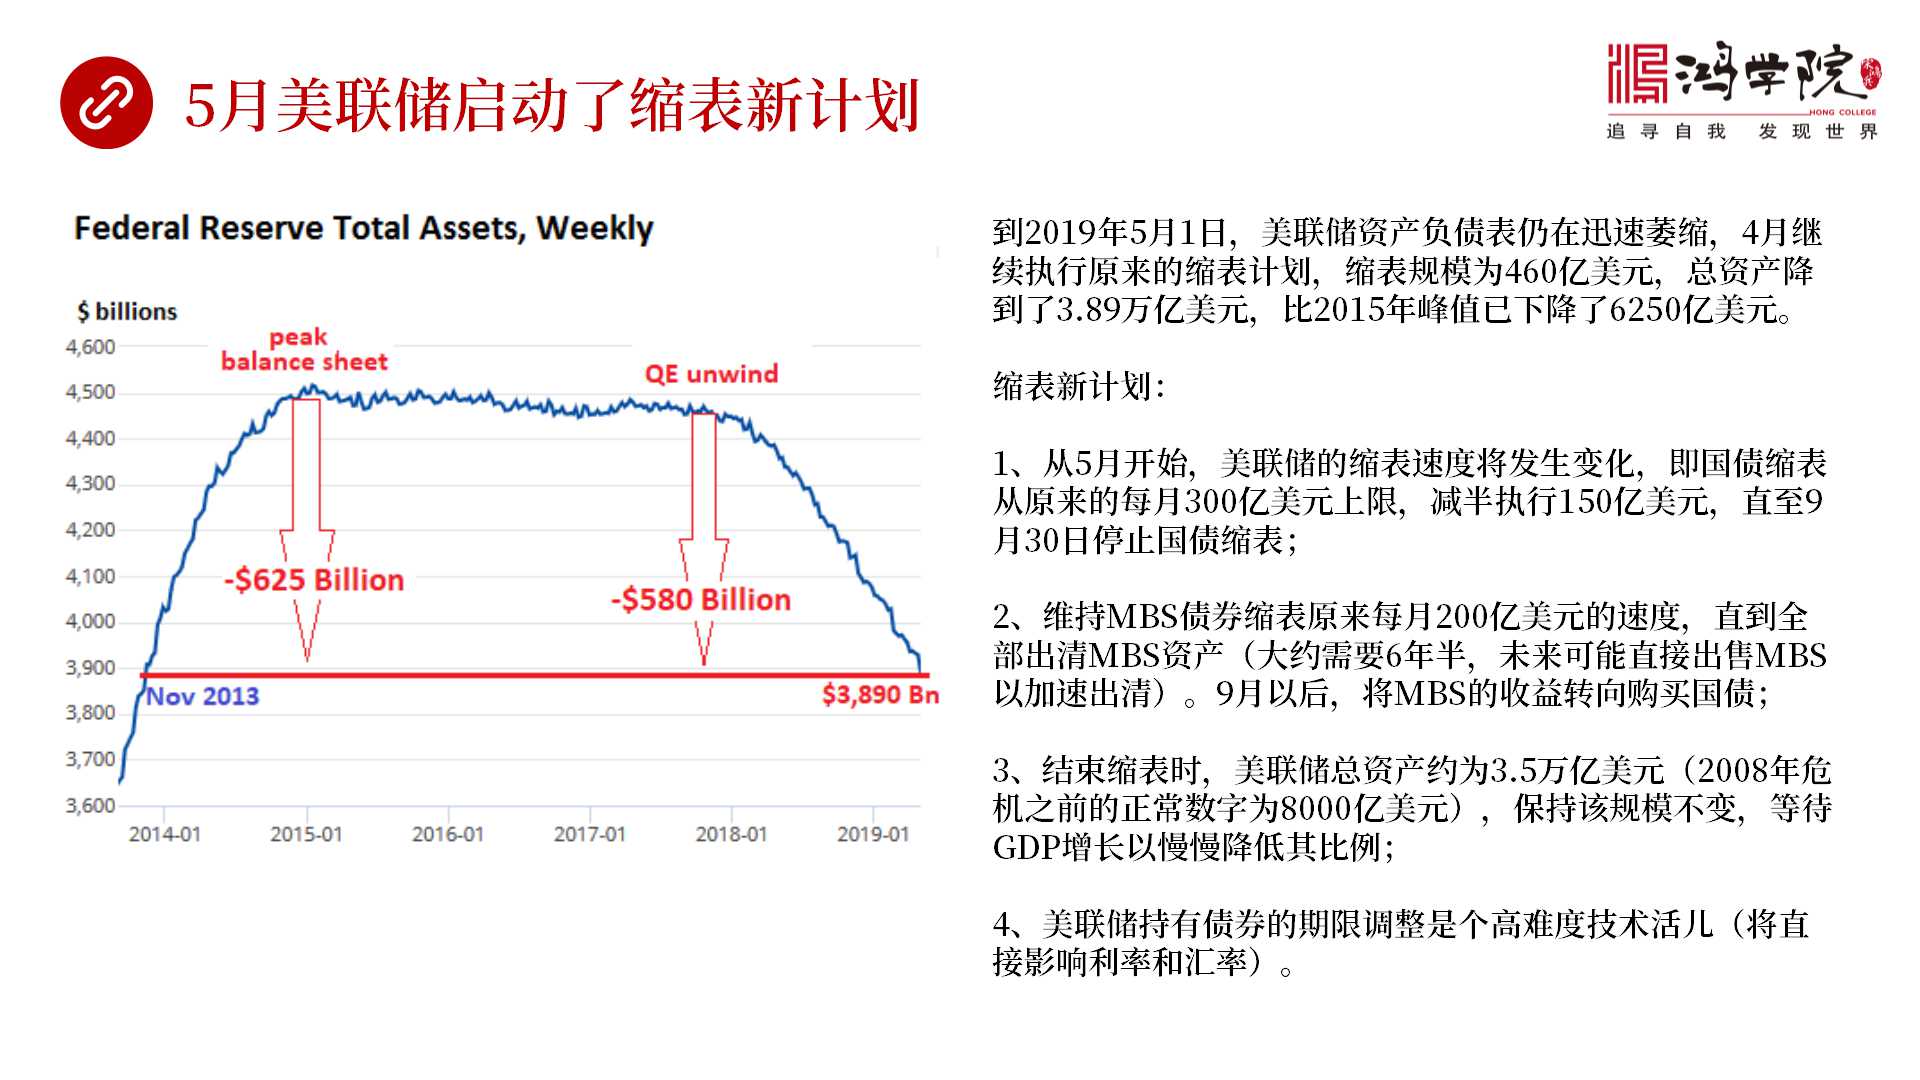 5月美联储启动了缩表新计划
鸿学院
HONG COLLEGE
追寻自我 发现世界
Federal Reserve Total Assets, Weekly
$ billions
peak
balance sheet
QE unwind
4,600
4,500
4,400
4,300
4,200
4,100
4,000
3,900
3,800
3,700
3,600
-$625 Billion
-$580 Billion
Nov 2013
$3,890 Bn
2014-01
2015-01
2016-01
2017-01
2018-01
2019-01
到2019年5月1日，美联储资产负债表仍在迅速萎缩，4月继
续执行原来的缩表计划，缩表规模为460亿美元，总资产降
到了3.89万亿美元，比2015年峰值已下降了6250亿美元。
缩表新计划：
1、从5月开始，美联储的缩表速度将发生变化，即国债缩表
从原来的每月300亿美元上限，减半执行150亿美元，直至9
月30日停止国债缩表；
2、维持MBS债券缩表原来每月200亿美元的速度，直到全
部出清MBS资产（大约需要6年半，未来可能直接出售MBS
以加速出清）。9月以后，将MBS的收益转向购买国债；
3、结束缩表时，美联储总资产约为3.5万亿美元（2008年危
机之前的正常数字为8000亿美元），保持该规模不变，等待
GDP增长以慢慢降低其比例；
4、美联储持有债券的期限调整是个高难度技术活儿（将直
接影响利率和汇率）。